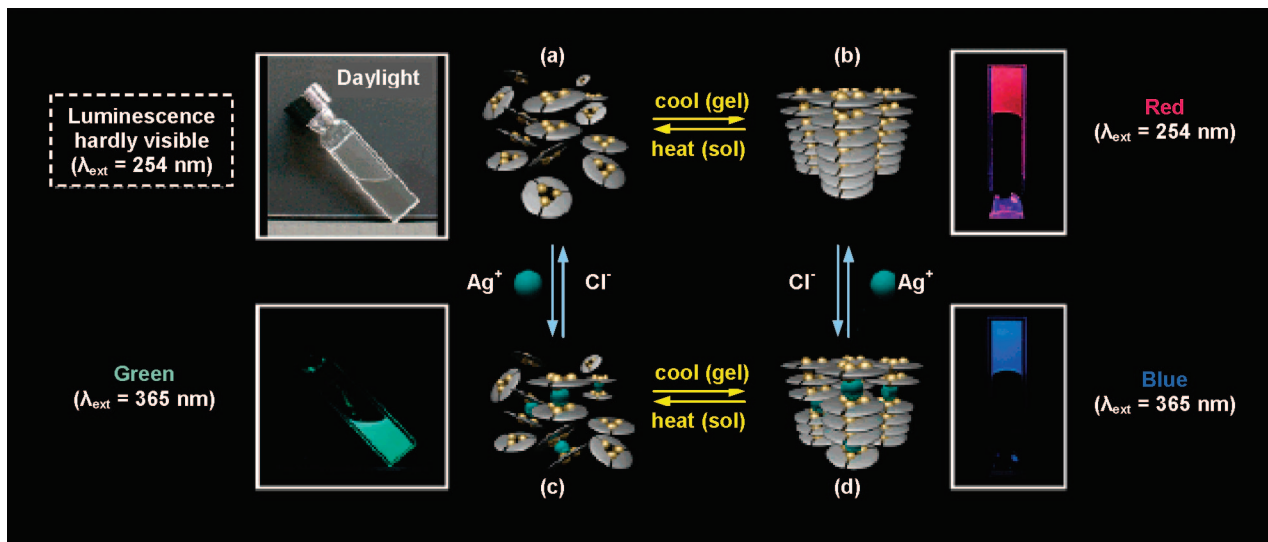 (a)
(b)
Daylight
Luminescence
hardly visible
(λext = 254 nm)
cool (gel)
heat (sol)
Red
(λext = 254 nm)
Ag+
Cl-
Cl-
Ag+
Green
(λext = 365 nm)
cool (gel)
heat (sol)
Blue
(λext = 365 nm)
(c)
(d)